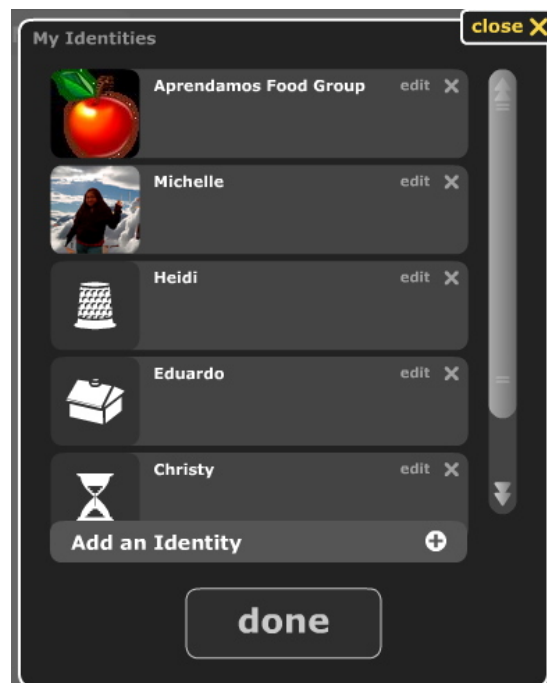 close X
My Identities
Aprendamos Food Group edit X
Michelle edit X
Heidi edit X
Eduardo edit X
Christy edit X
Add an Identity +
done